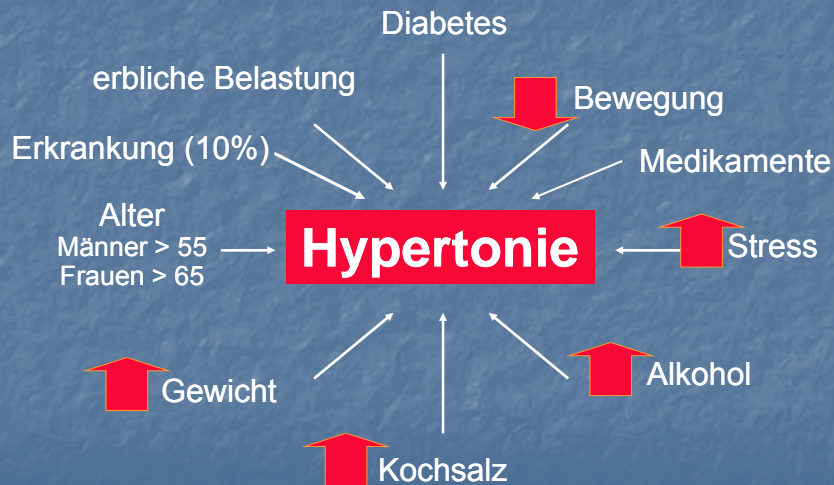 Diabetes
erbliche Belastung
Bewegung
Erkrankung (10%)
Medikamente
Alter
Männer > 55
Frauen > 65
Hypertonie
Stress
Gewicht
Alkohol
Kochsalz